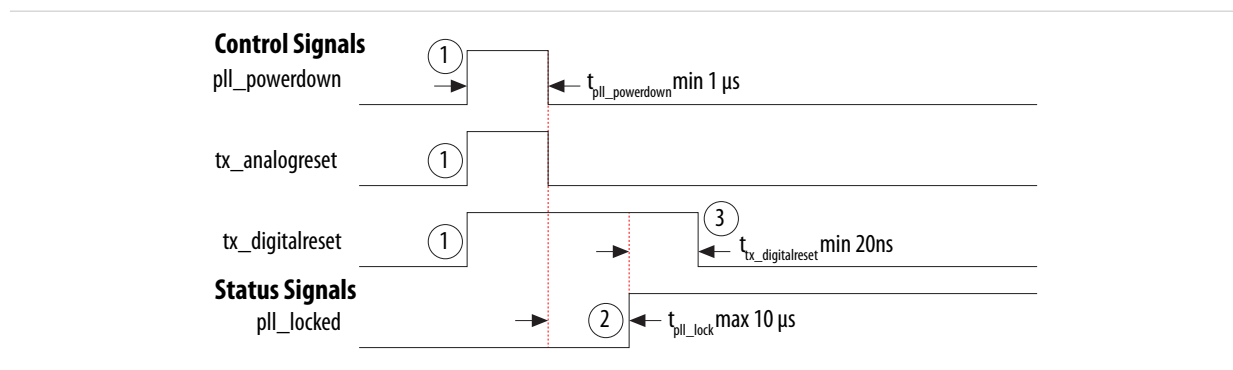 Control Signals
1
pll_powerdown
t_pll_powerdown min 1 µs
tx_analogreset
1
3
tx_digitalreset
1
t_tx_digitalreset min 20ns
Status Signals
pll_locked
2
t_pll_lock max 10 µs